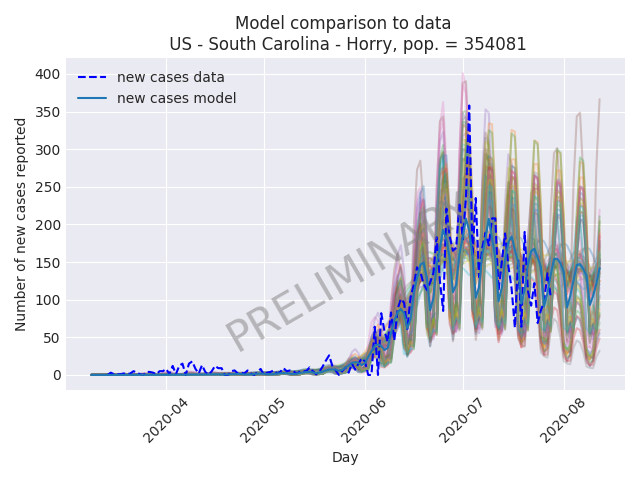 Model comparison to data
US - South Carolina - Horry, pop. = 354081
new cases data
new cases model
Number of new cases reported
400
350
300
250
200
150
100
50
0
PRELIMINARY
2020-04
2020-05
2020-06
2020-07
2020-08
Day